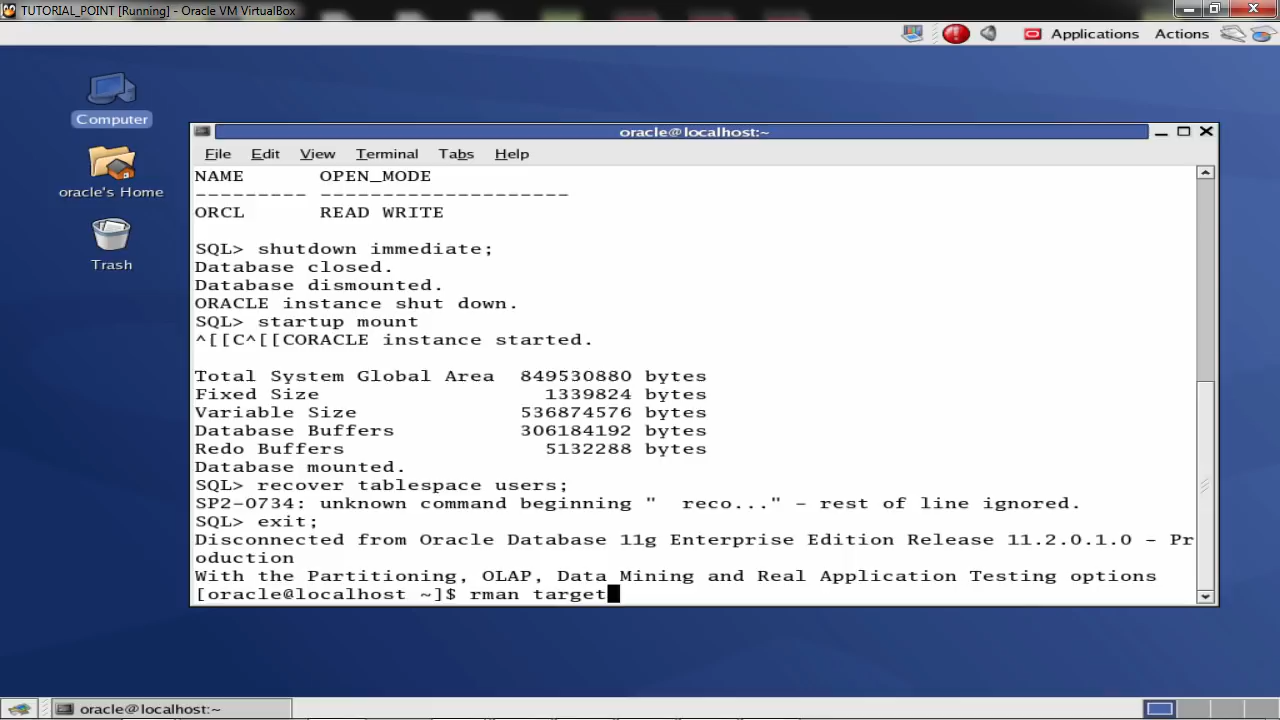 TUTORIAL_POINT [Running] - Oracle VM VirtualBox
Applications Actions
Computer
oracle's Home
Trash
oracle@localhost:~
File Edit View Terminal Tabs Help
NAME OPEN_MODE
--------- --------------------
ORCL READ WRITE
SQL> shutdown immediate;
Database closed.
Database dismounted.
ORACLE instance shut down.
SQL> startup mount
^[[C^[[CORACLE instance started.
Total System Global Area 849530880 bytes
Fixed Size 1339824 bytes
Variable Size 536874576 bytes
Database Buffers 306184192 bytes
Redo Buffers 5132288 bytes
Database mounted.
SQL> recover tablespace users;
SP2-0734: unknown command beginning " reco..." - rest of line ignored.
SQL> exit;
Disconnected from Oracle Database 11g Enterprise Edition Release 11.2.0.1.0 - Pr
oduction
With the Partitioning, OLAP, Data Mining and Real Application Testing options
[oracle@localhost ~]$ rman target
oracle@localhost:~